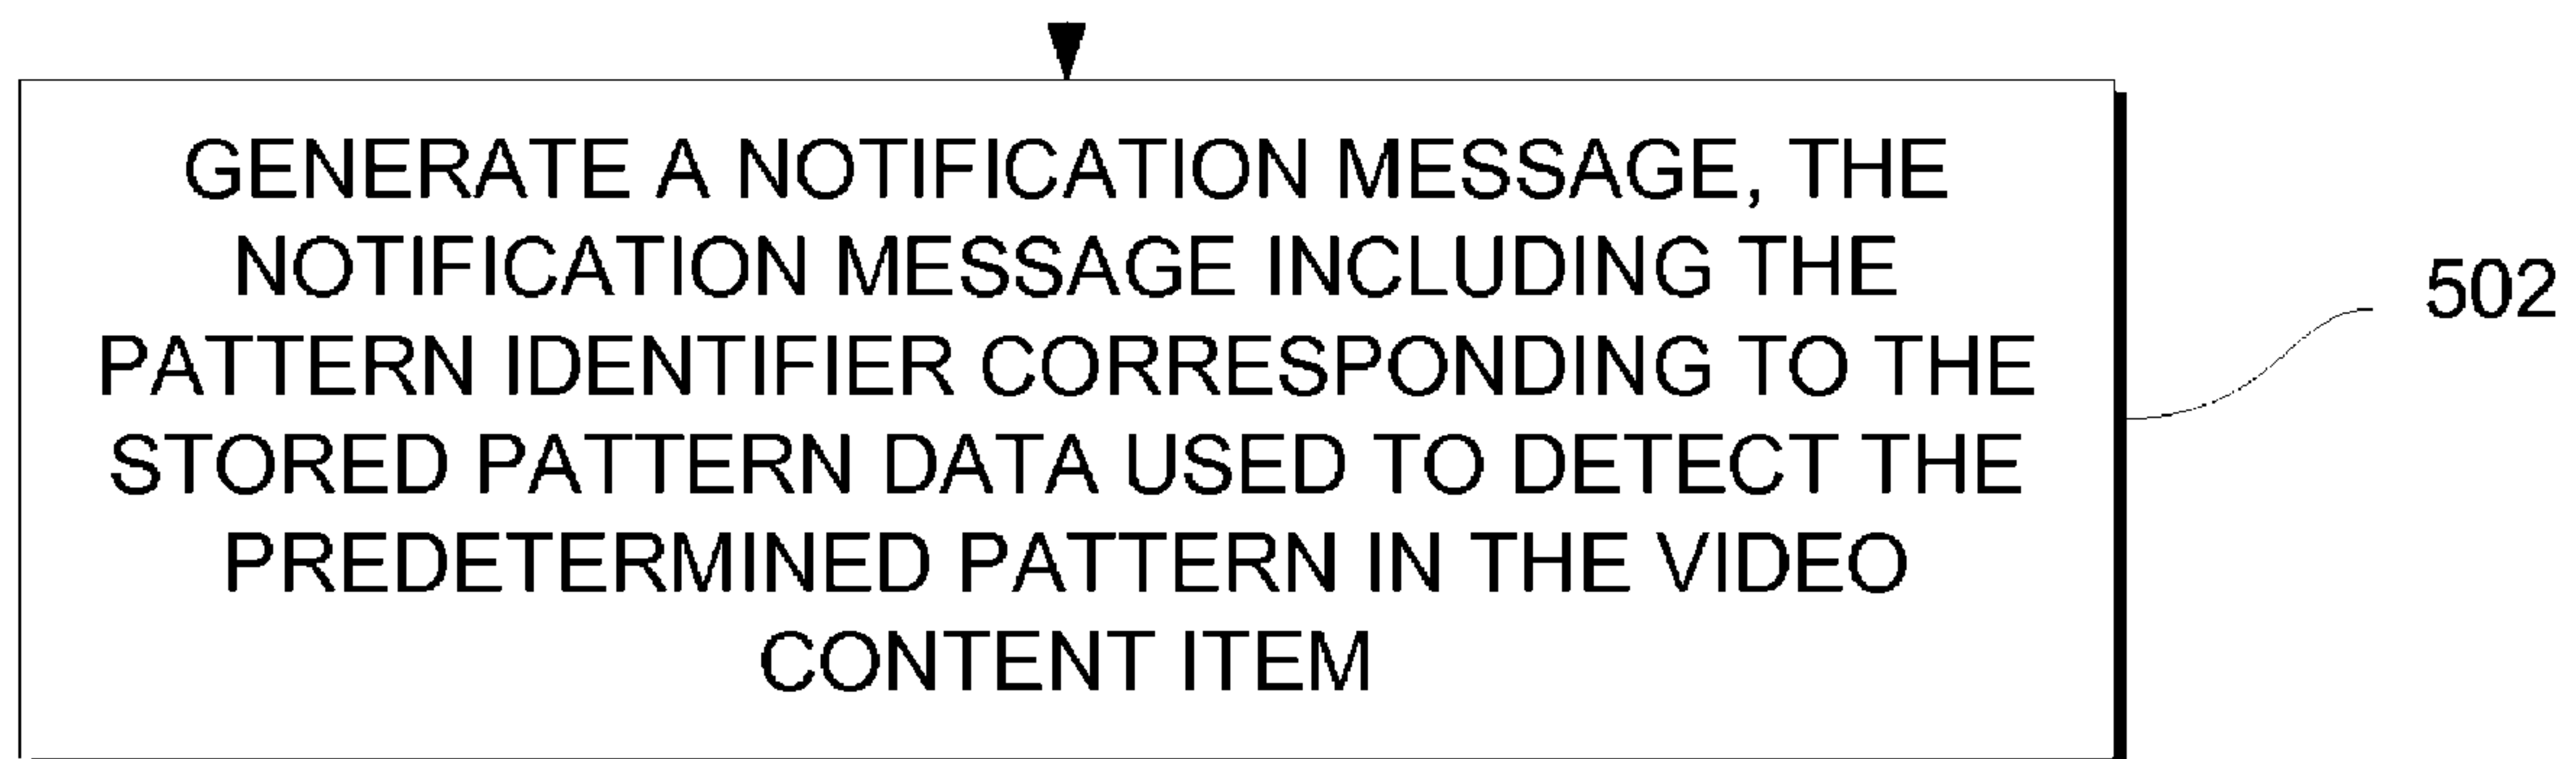 GENERATE A NOTIFICATION MESSAGE, THE
NOTIFICATION MESSAGE INCLUDING THE
PATTERN IDENTIFIER CORRESPONDING TO THE
STORED PATTERN DATA USED TO DETECT THE
PREDETERMINED PATTERN IN THE VIDEO
CONTENT ITEM
502